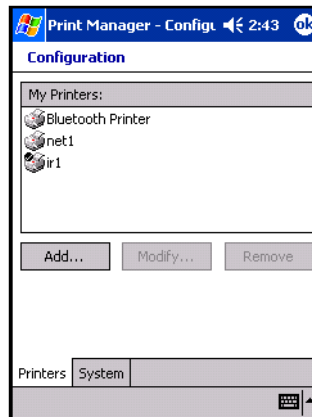 Print Manager - Configu 2:43 ok
Configuration
My Printers:
Bluetooth Printer
net1
ir1
Add... Modify... Remove
Printers System